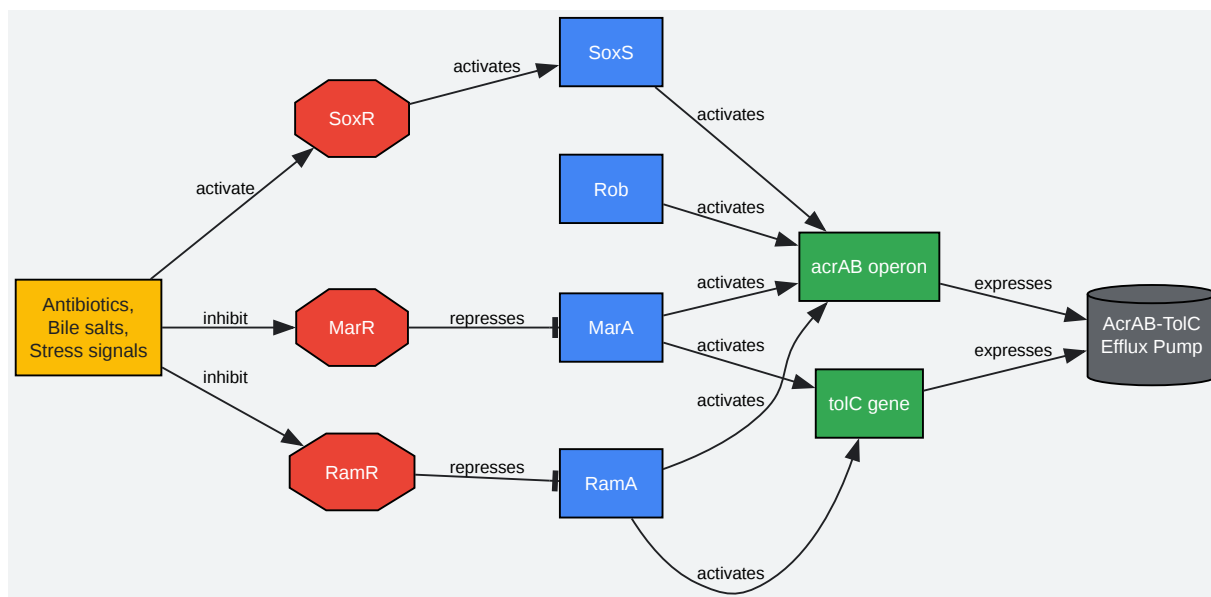 SoxS
activates
SoxR
activates
activate
Rob
activates
acrAB operon
Antibiotics,
Bile salts,
Stress signals
inhibit
MarR
represses
MarA
activates
activates
expresses
AcrAB-TolC
Efflux Pump
expresses
inhibit
activates
tolC gene
RamR
represses
RamA
activates